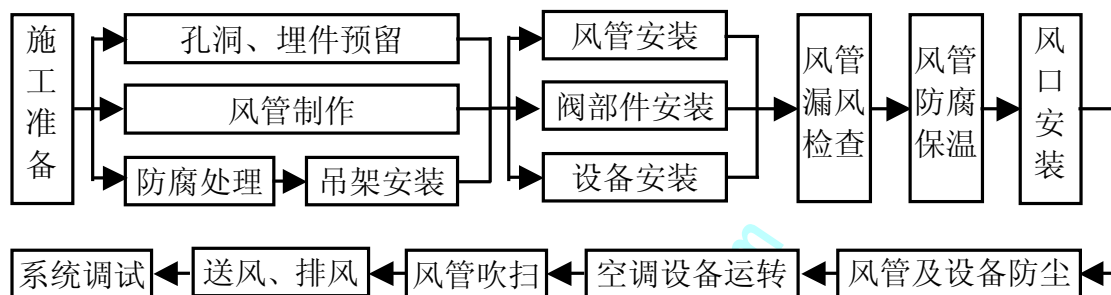 施工准备
孔洞、埋件预留
风管制作
防腐处理
吊架安装
风管安装
阀部件安装
设备安装
风管
漏风
检查
风管
防腐
保温
风口安装
系统调试
送风、排风
风管吹扫
空调设备运转
风管及设备防尘